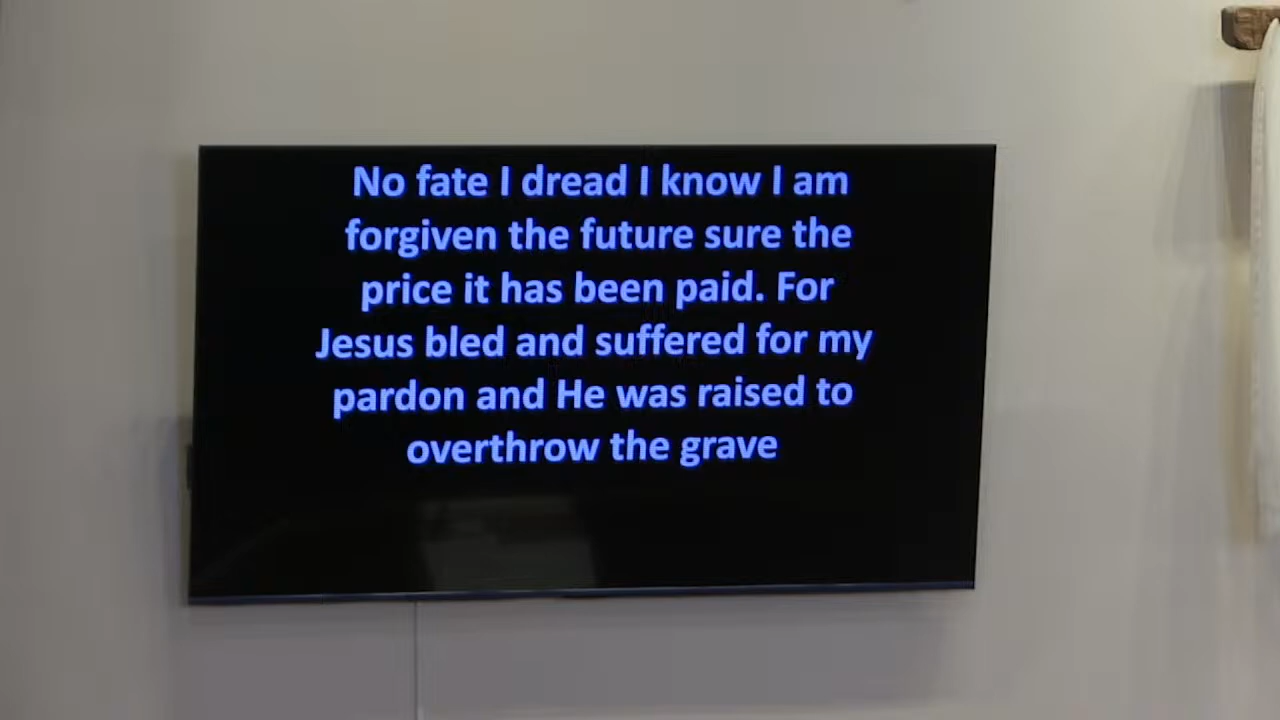 No fate I dread I know I am
forgiven the future sure the
price it has been paid. For
Jesus bled and suffered for my
pardon and He was raised to
overthrow the grave